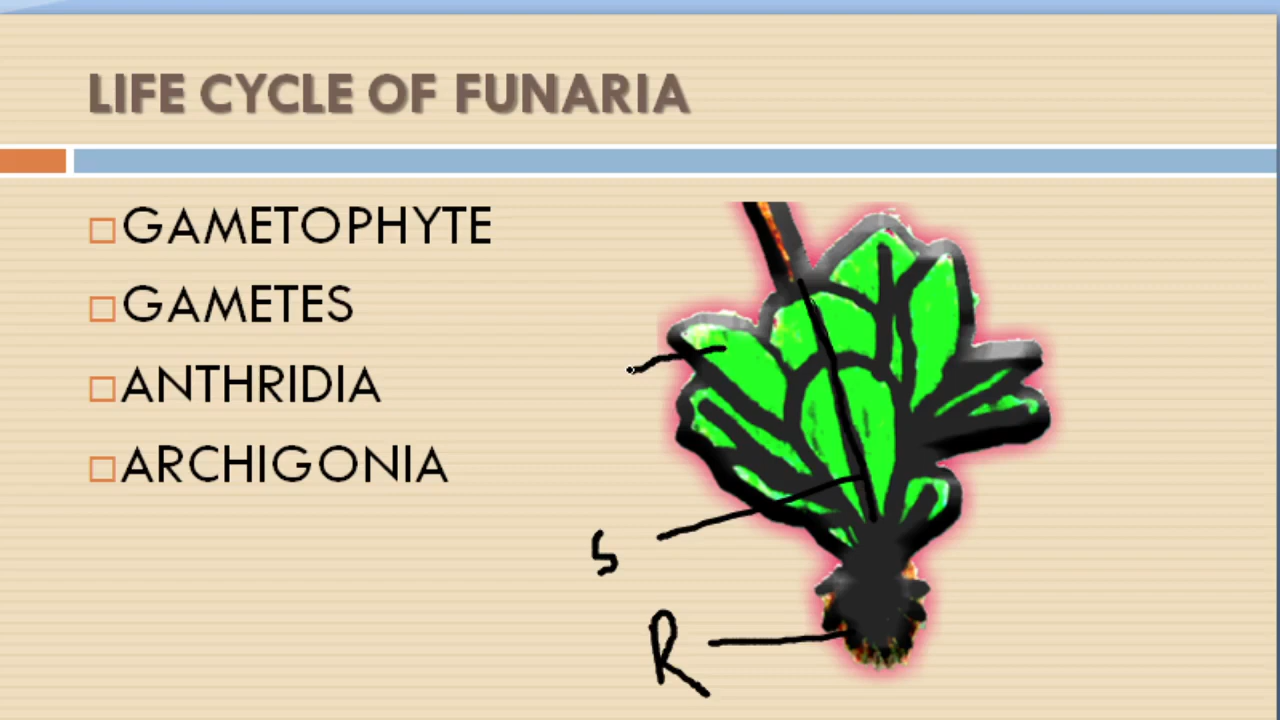 LIFE CYCLE OF FUNARIA
GAMETOPHYTE
GAMETES
ANTHRIDIA
ARCHIGONIA
S
R